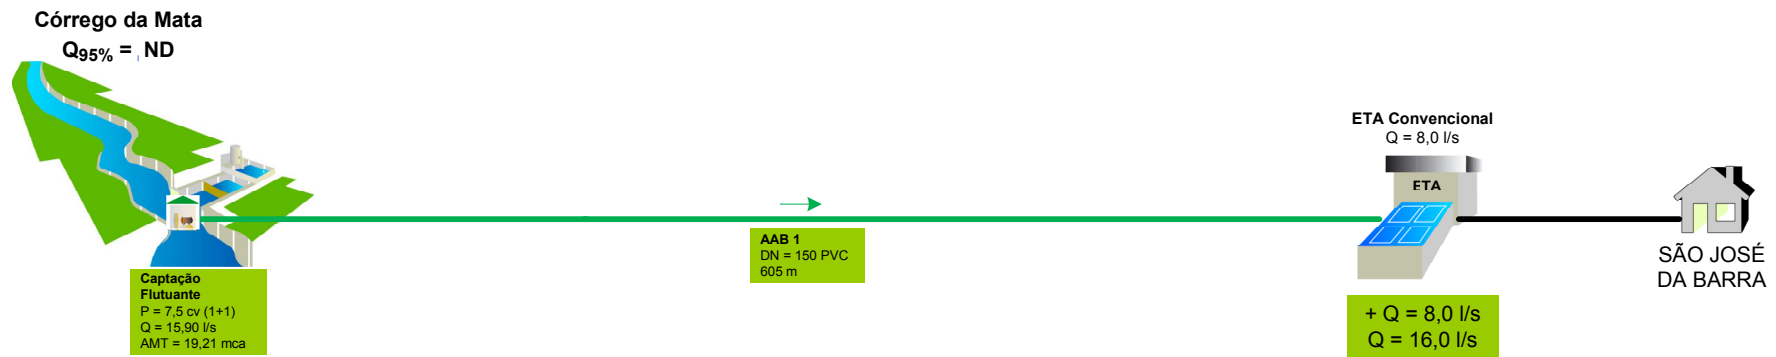 Córrego da Mata
Q95% = ND
ETA Convencional
Q = 8,0 l/s
ETA
AAB 1
DN = 150 PVC
605 m
SÃO JOSÉ
DA BARRA
Captação
Flutuante
P = 7,5 cv (1+1)
Q = 15,90 l/s
AMT = 19,21 mca
+ Q = 8,0 l/s
Q = 16,0 l/s